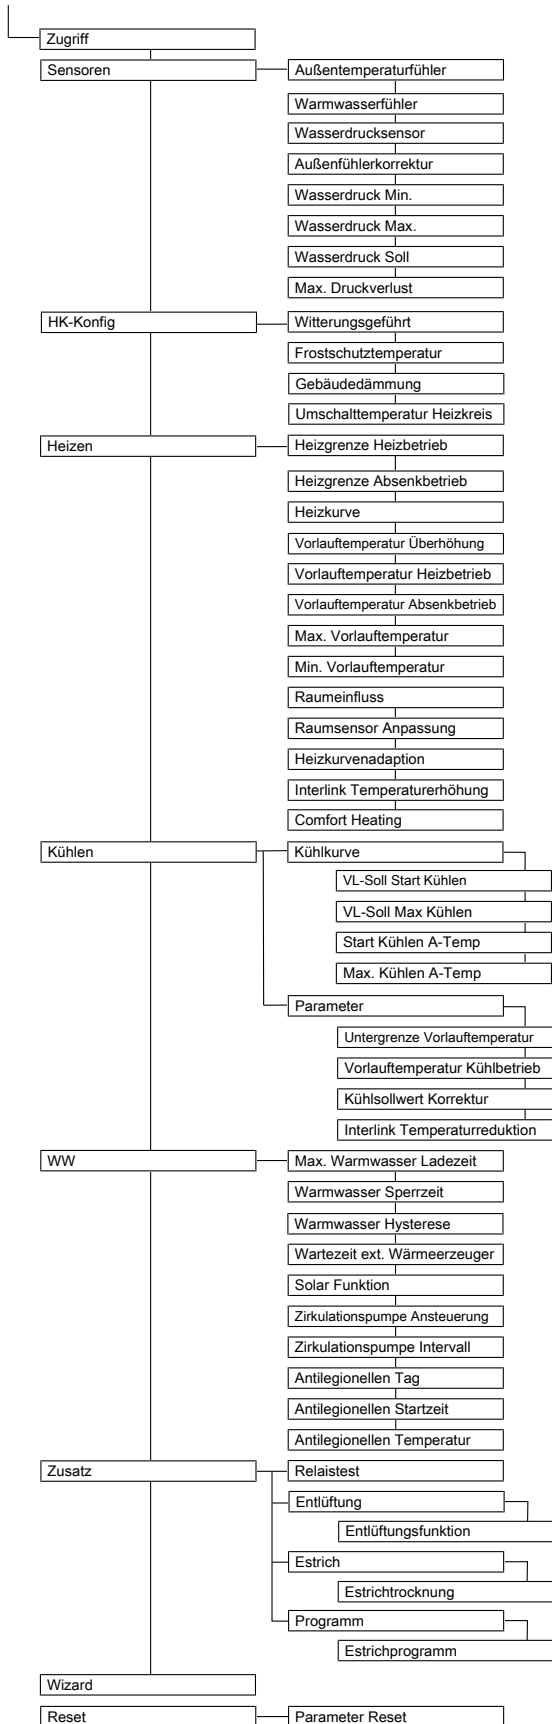 Zugriff
Sensoren
Außentemperaturfühler
Warmwasserfühler
Wasserdrucksensor
Außenfühlerkorrektur
Wasserdruck Min.
Wasserdruck Max.
Wasserdruck Soll
Max. Druckverlust
HK-Konfig
Witterungsgeführt
Frostschutztemperatur
Gebäudedämmung
Umschalttemperatur Heizkreis
Heizen
Heizgrenze Heizbetrieb
Heizgrenze Absenkbetrieb
Heizkurve
Vorlauftemperatur Überhöhung
Vorlauftemperatur Heizbetrieb
Vorlauftemperatur Absenkbetrieb
Max. Vorlauftemperatur
Min. Vorlauftemperatur
Raumeinfluss
Raumsensor Anpassung
Heizkurvenadaption
Interlink Temperaturerhöhung
Comfort Heating
Kühlen
Kühlkurve
VL-Soll Start Kühlen
VL-Soll Max Kühlen
Start Kühlen A-Temp
Max. Kühlen A-Temp
Parameter
Untergrenze Vorlauftemperatur
Vorlauftemperatur Kühlbetrieb
Kühlsollwert Korrektur
Interlink Temperaturreduktion
WW
Max. Warmwasser Ladezeit
Warmwasser Sperrzeit
Warmwasser Hysterese
Wartezeit ext. Wärmeerzeuger
Solar Funktion
Zirkulationspumpe Ansteuerung
Zirkulationspumpe Intervall
Antilegionellen Tag
Antilegionellen Startzeit
Antilegionellen Temperatur
Zusatz
Relaistest
Entlüftung
Entlüftungsfunktion
Estrich
Estrichtrocknung
Programm
Estrichprogramm
Wizard
Reset
Parameter Reset